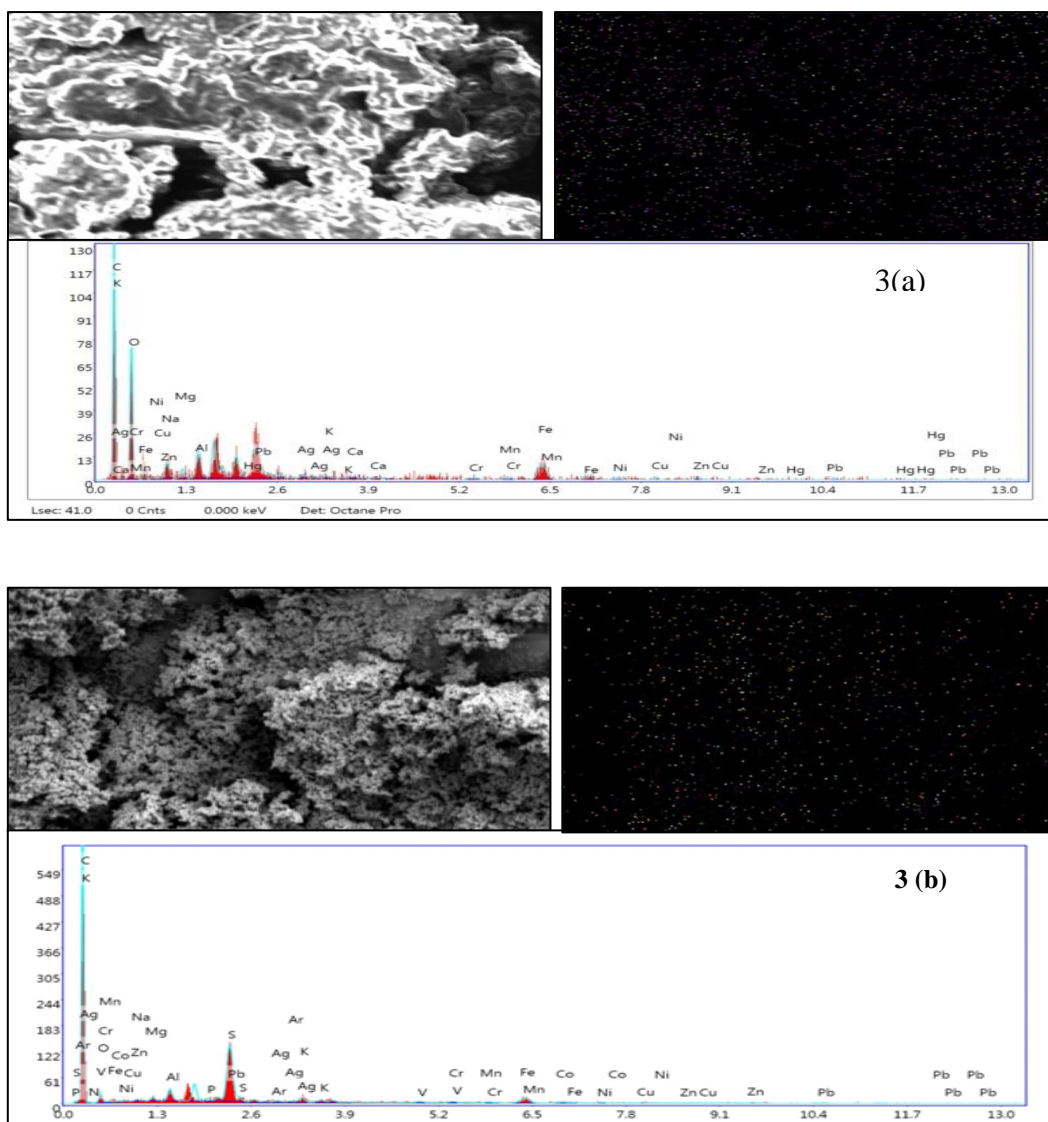 3(a)
130
117
104
91
78
65
52
39
26
13
0
C
K
O
Ni
Mg
Na
Ag
Cr
Cu
Fe
Zn
Ca
Mn
Al
Pb
Hg
K
Ag
Ag
Ca
Ag
K
Ca
Mn
Cr
Cr
Fe
Mn
Fe
Ni
Ni
Cu
Zn
Cu
Zn
Hg
Pb
Hg
Pb
Pb
Hg
Hg
Pb
Pb
0.0 1.3 2.6 3.9 5.2 6.5 7.8 9.1 10.4 11.7 13.0
Lsec: 41.0 0 Cnts 0.000 keV Det: Octane Pro
3 (b)
549
488
427
366
305
244
183
122
61
0
C
K
Mn
Ag
Na
Cr
Mg
Ar
O
Co
Zn
S
V
Fe
Cu
P
N
Ni
Al
S
Pb
P
S
Ar
Ag
K
Ag
Ar
Ag
K
V
Cr
V
Mn
Cr
Fe
Mn
Co
Fe
Ni
Co
Ni
Cu
Zn
Cu
Zn
Pb
Pb
Pb
Pb
Pb
0.0 1.3 2.6 3.9 5.2 6.5 7.8 9.1 10.4 11.7 13.0